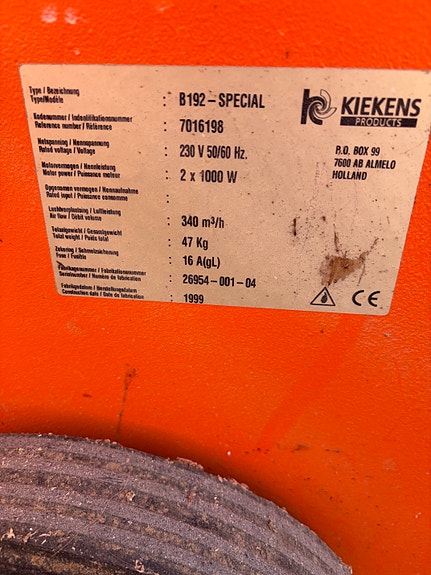 Type / Bezeichnung
Type/Modèle : B192 – SPECIAL
Kodenummer / Indentifikationsnummer
Reference number / Référence : 7016198
Netspanning / Nennspannung
Rated voltage / Voltage : 230 V 50/60 Hz.
Motorvermogen / Nennleistung
Motor power / Puissance moteur : 2 x 1000 W
Opgenomen vermogen / Nennaufnahme
Rated input / Puissance consommé :
Luchtverplaatsing / Luftleistung
Air flow / Débit volume : 340 m³/h
Totaalgewicht / Gesamtgewicht
Total weight / Poids total : 47 Kg
Zekering / Schmelzsicherung
Fuse / Fusible : 16 A(gL)
Fabrikagenummer / Fabrikationsnummer
Serialnumber / Numéro de fabrication : 26954–001–04
Fabrikagedatum / Herstellungsdatum
Construction date / Date de fabrication : 1999
KIEKENS
PRODUCTS
P.O. BOX 99
7600 AB ALMELO
HOLLAND
CE